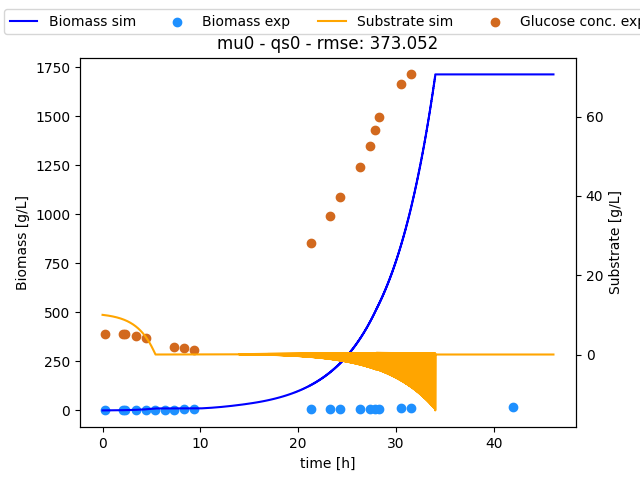 Biomass sim Biomass exp Substrate sim Glucose conc. exp
mu0 - qs0 - rmse: 373.052
1750
1500
1250
1000
750
500
250
0
Biomass [g/L]
60
40
20
0
Substrate [g/L]
0 10 20 30 40
time [h]